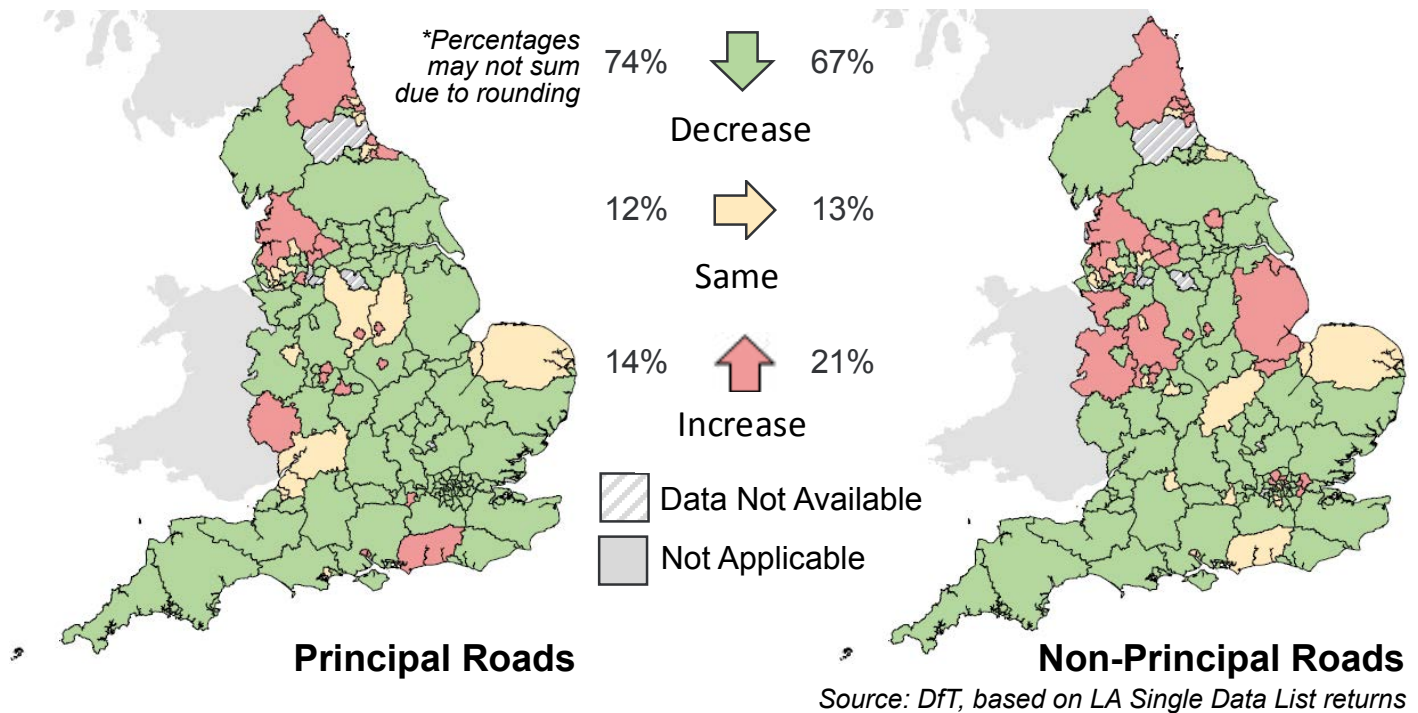 *Percentages
may not sum
due to rounding
74% 67%
Decrease
12% 13%
Same
14% 21%
Increase
Data Not Available
Not Applicable
Principal Roads
Non-Principal Roads
Source: DfT, based on LA Single Data List returns